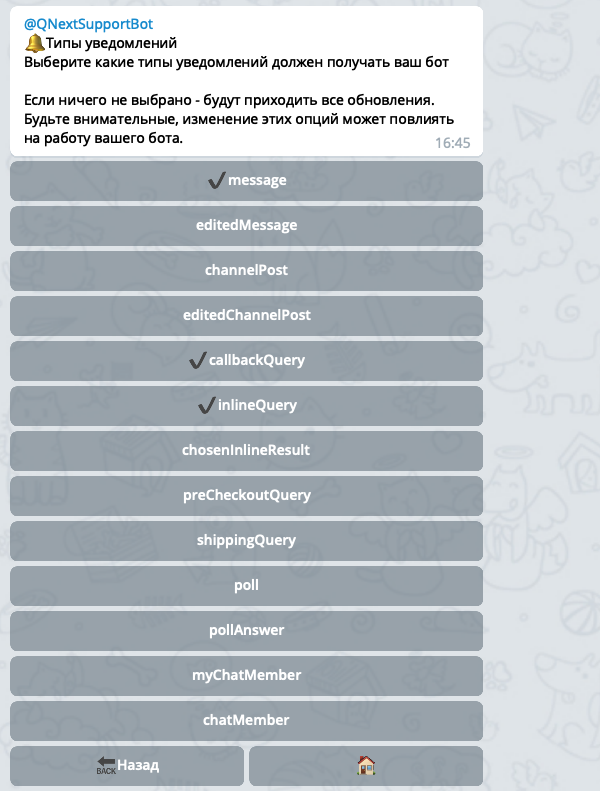 @QNextSupportBot
🔔Типы уведомлений
Выберите какие типы уведомлений должен получать ваш бот
Если ничего не выбрано - будут приходить все обновления.
Будьте внимательные, изменение этих опций может повлиять
на работу вашего бота.
16:45
✔message
editedMessage
channelPost
editedChannelPost
✔callbackQuery
✔inlineQuery
chosenInlineResult
preCheckoutQuery
shippingQuery
poll
pollAnswer
myChatMember
chatMember
🔙Назад 🏠